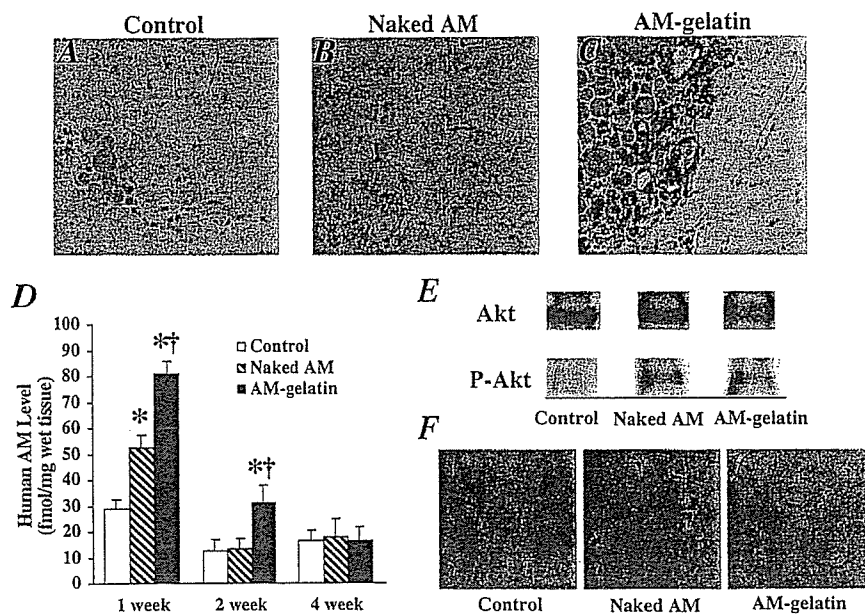 Control
Naked AM
AM-gelatin
A
B
C
D
Human AM Level
(fmol/mg wet tissue)
100
90
80
70
60
50
40
30
20
10
0
*
*†
*†
Control
Naked AM
AM-gelatin
1 week
2 week
4 week
E
Akt
P-Akt
Control
Naked AM
AM-gelatin
F
Control
Naked AM
AM-gelatin